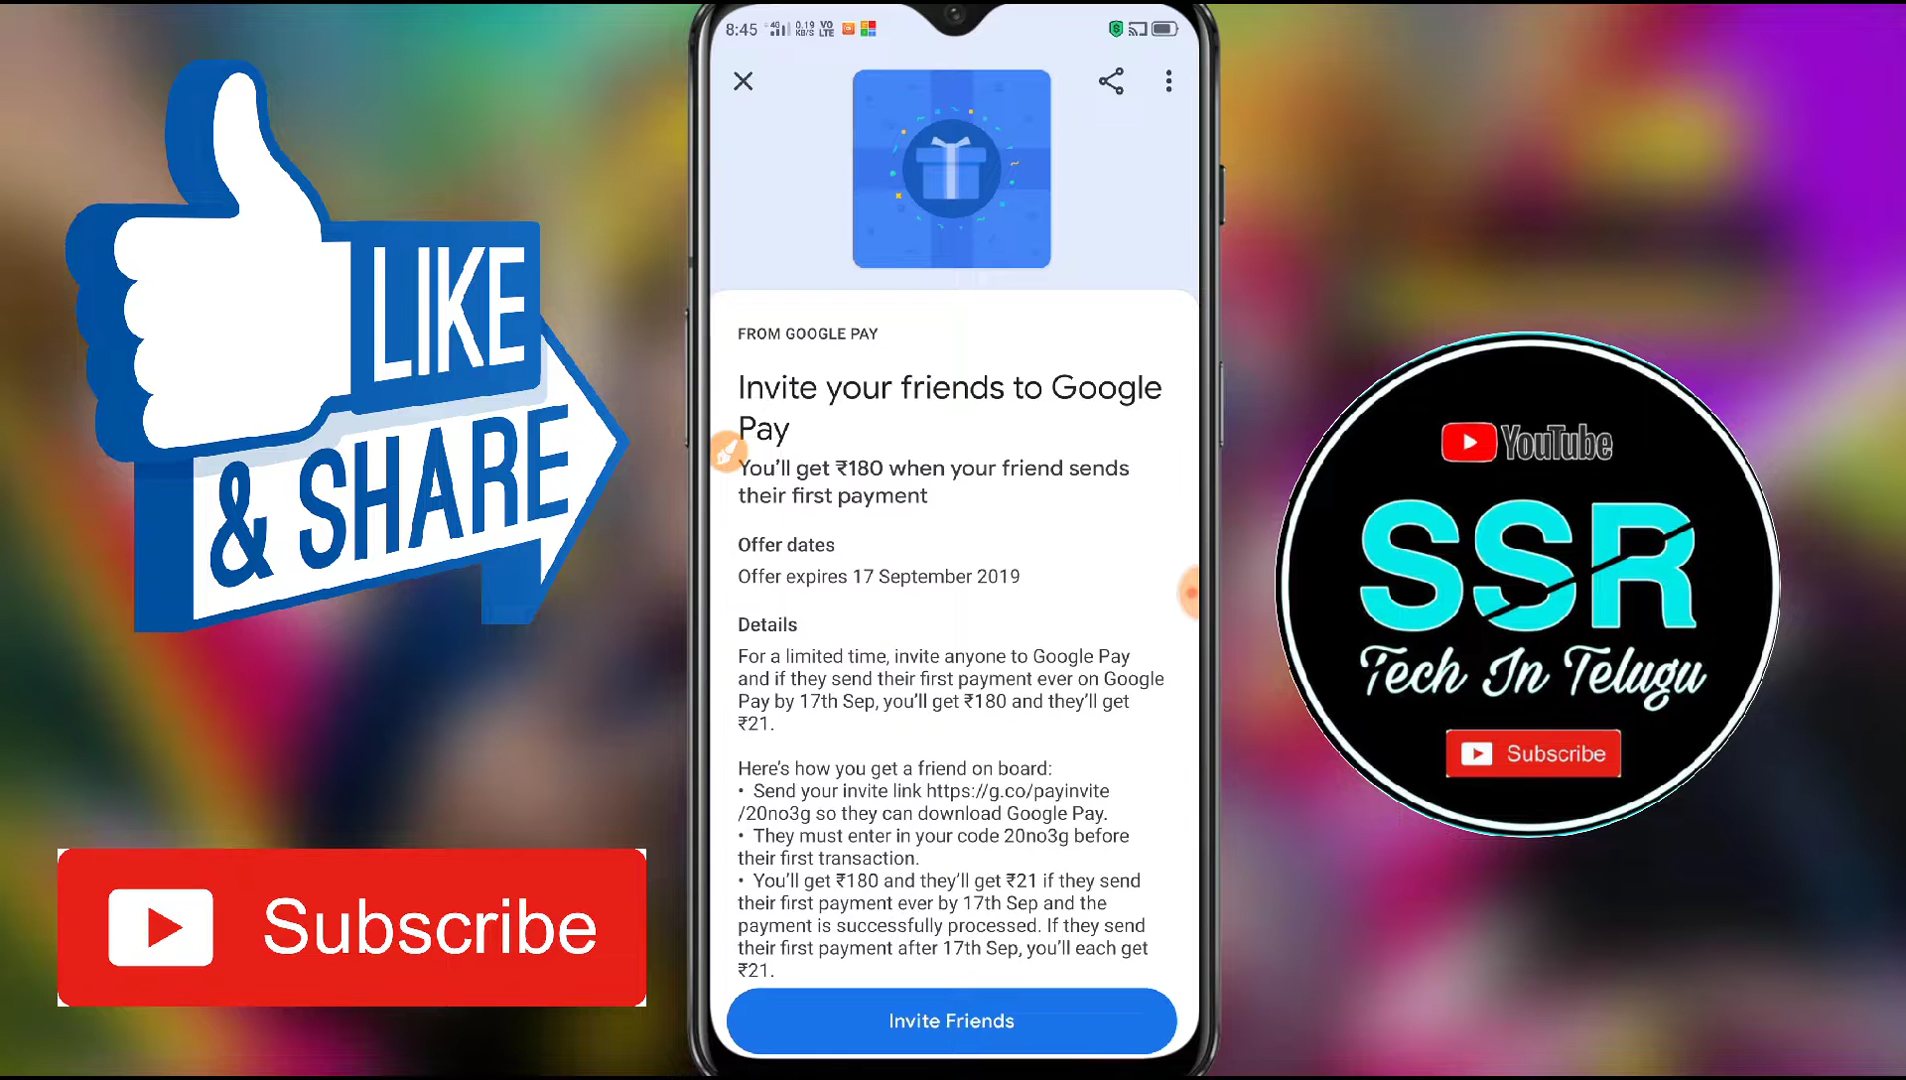 LIKE
& SHARE
Subscribe
8:45 4G 0.19 KB/S VO LTE
FROM GOOGLE PAY
Invite your friends to Google
Pay
You'll get ₹180 when your friend sends
their first payment
Offer dates
Offer expires 17 September 2019
Details
For a limited time, invite anyone to Google Pay
and if they send their first payment ever on Google
Pay by 17th Sep, you'll get ₹180 and they'll get
₹21.
Here's how you get a friend on board:
• Send your invite link https://g.co/payinvite
/20no3g so they can download Google Pay.
• They must enter in your code 20no3g before
their first transaction.
• You'll get ₹180 and they'll get ₹21 if they send
their first payment ever by 17th Sep and the
payment is successfully processed. If they send
their first payment after 17th Sep, you'll each get
₹21.
Invite Friends
YouTube
SSR
Tech In Telugu
Subscribe